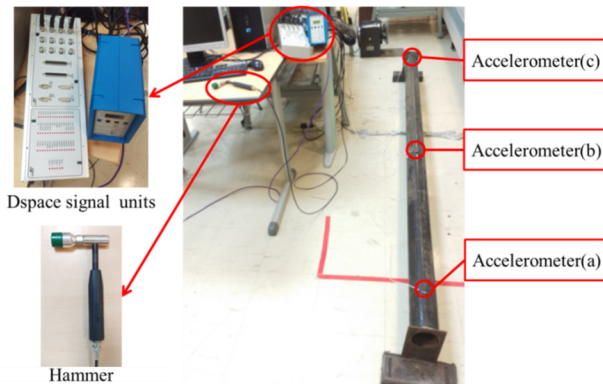 Accelerometer(c)
Accelerometer(b)
Dspace signal units
Accelerometer(a)
Hammer